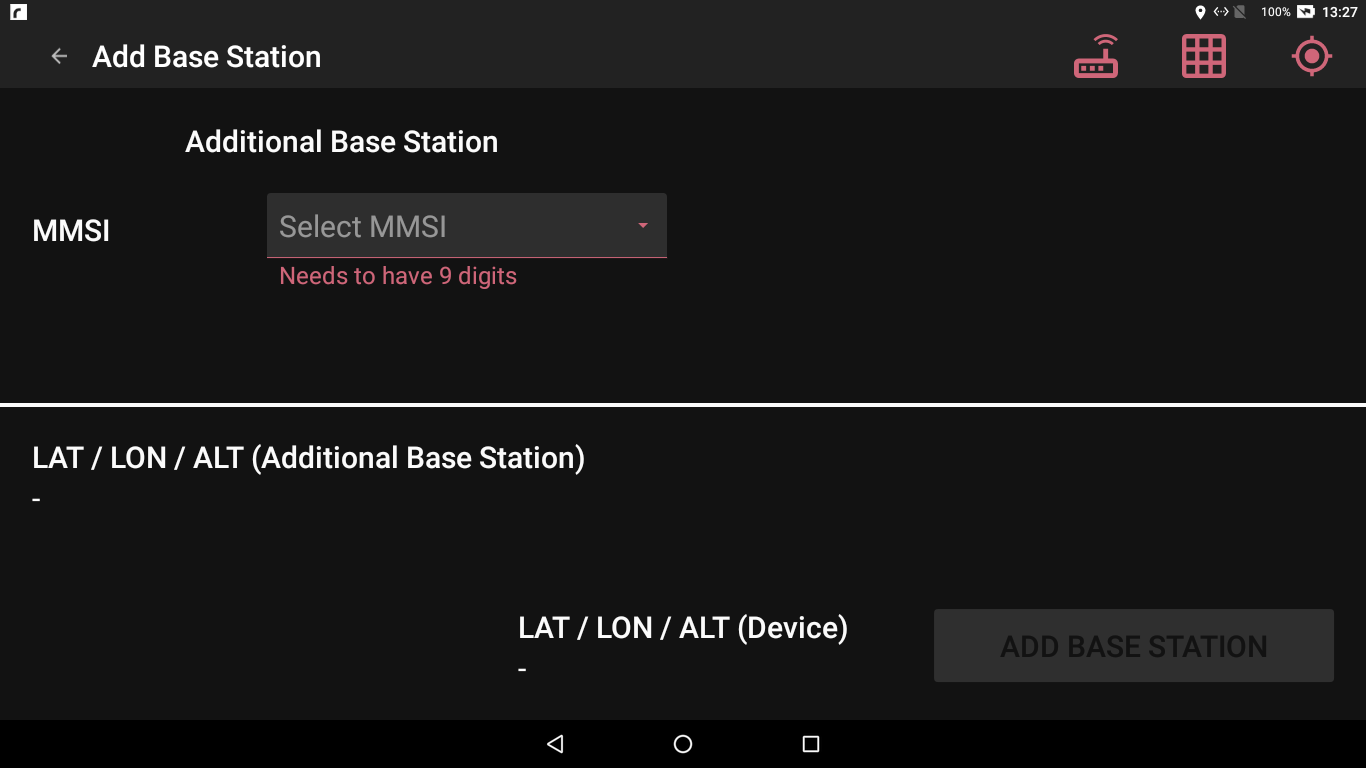 100% 13:27
Add Base Station
Additional Base Station
MMSI
Select MMSI
Needs to have 9 digits
LAT / LON / ALT (Additional Base Station)
-
LAT / LON / ALT (Device)
-
ADD BASE STATION